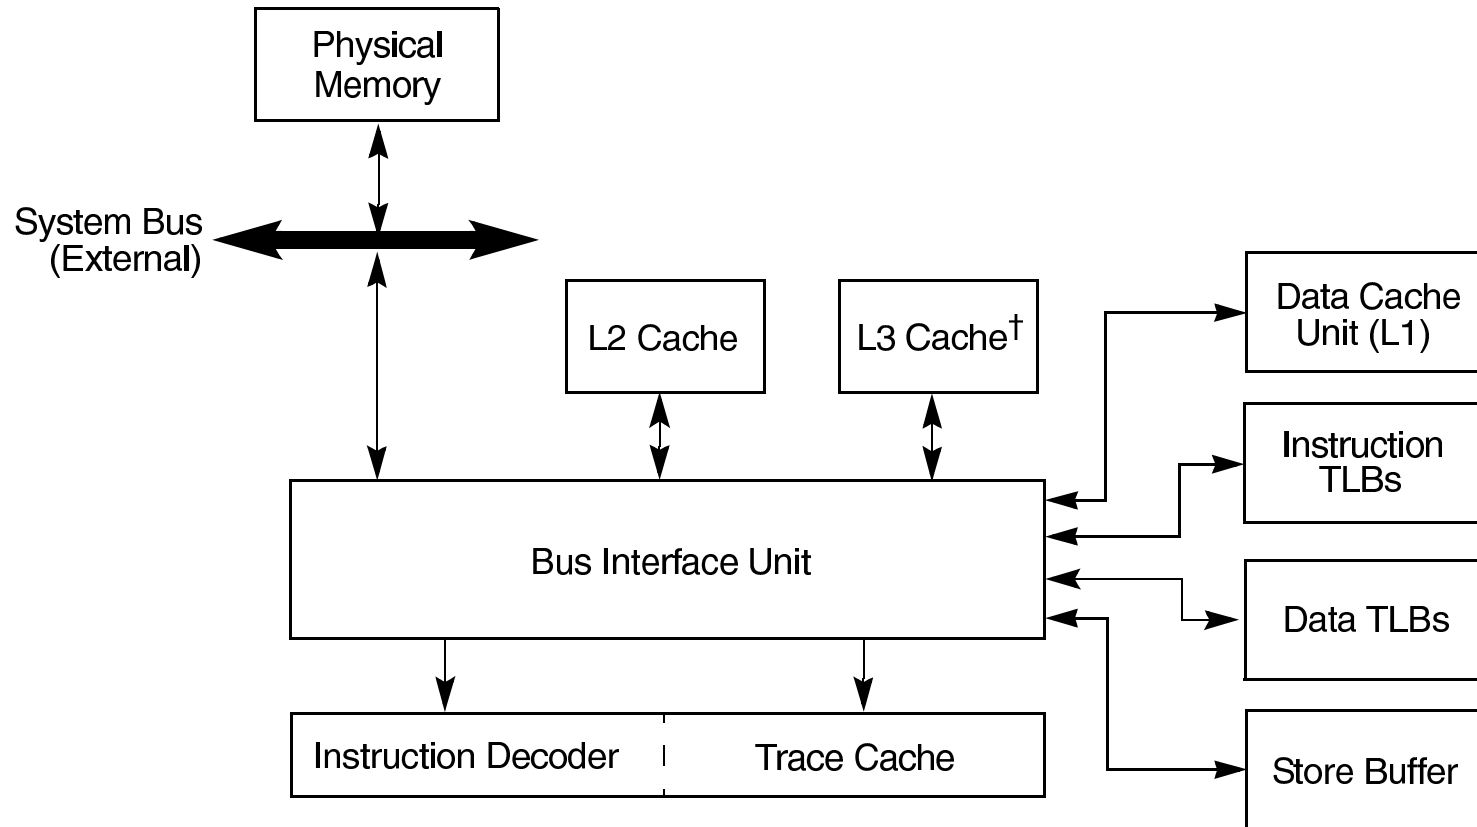 Physical
Memory
System Bus
(External)
L2 Cache
L3 Cache†
Data Cache
Unit (L1)
Instruction
TLBs
Bus Interface Unit
Data TLBs
Instruction Decoder
Trace Cache
Store Buffer